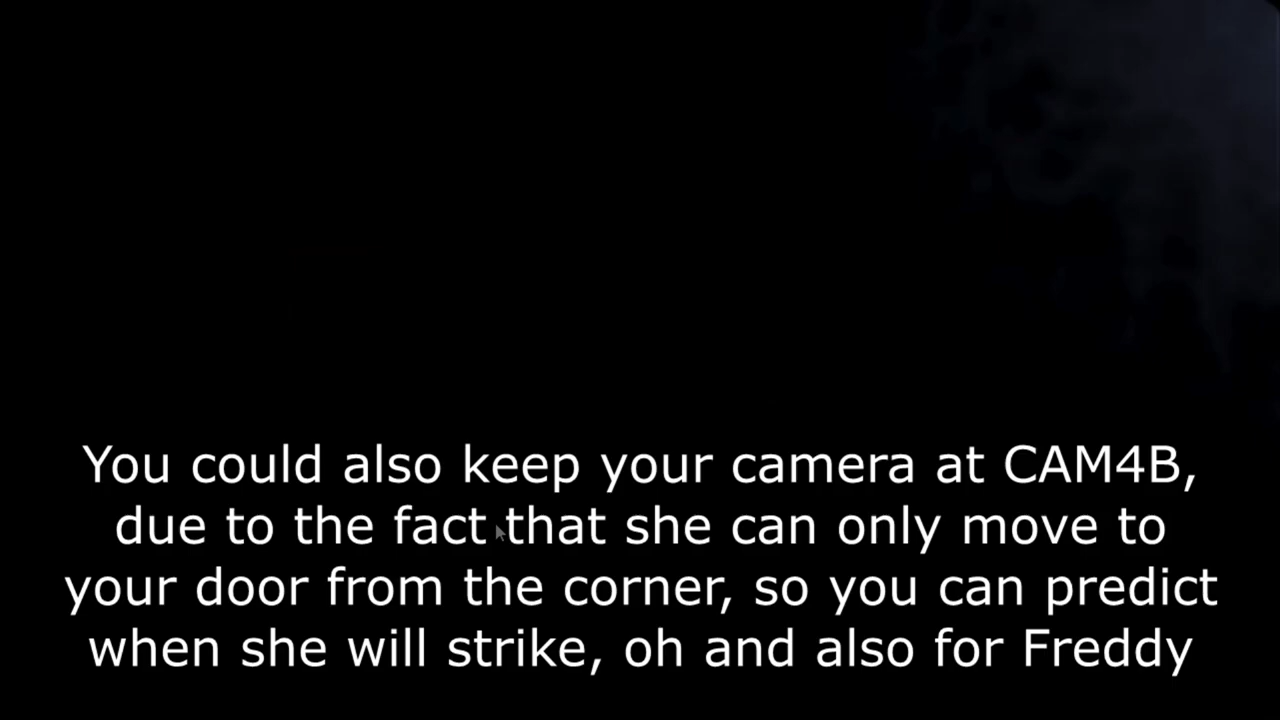 You could also keep your camera at CAM4B,
due to the fact that she can only move to
your door from the corner, so you can predict
when she will strike, oh and also for Freddy